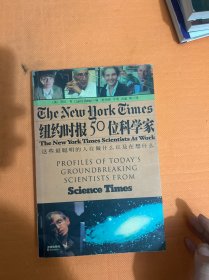 The New York Times
纽约时报50位科学家
The New York Times Scientists At Work
这些最聪明的人在做什么以及在想什么
PROFILES OF TODAY'S
GROUNDBREAKING
SCIENTISTS FROM
Science Times